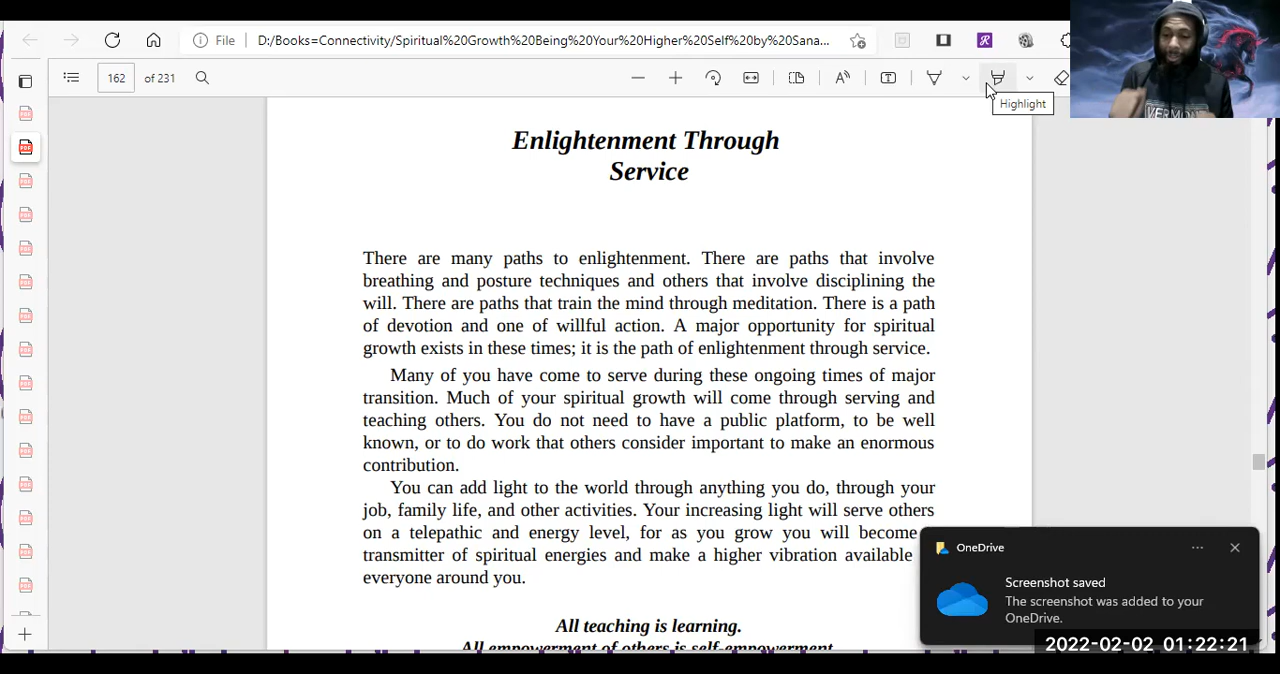 File
D:/Books=Connectivity/Spiritual%20Growth%20Being%20Your%20Higher%20Self%20by%20Sana...
162 of 231
Highlight
VERMON
Enlightenment Through
Service
There are many paths to enlightenment. There are paths that involve
breathing and posture techniques and others that involve disciplining the
will. There are paths that train the mind through meditation. There is a path
of devotion and one of willful action. A major opportunity for spiritual
growth exists in these times; it is the path of enlightenment through service.
Many of you have come to serve during these ongoing times of major
transition. Much of your spiritual growth will come through serving and
teaching others. You do not need to have a public platform, to be well
known, or to do work that others consider important to make an enormous
contribution.
You can add light to the world through anything you do, through your
job, family life, and other activities. Your increasing light will serve others
on a telepathic and energy level, for as you grow you will become
transmitter of spiritual energies and make a higher vibration available
everyone around you.
All teaching is learning.
All empowerment of others is self-empowerment
OneDrive
Screenshot saved
The screenshot was added to your
OneDrive.
2022-02-02 01:22:21